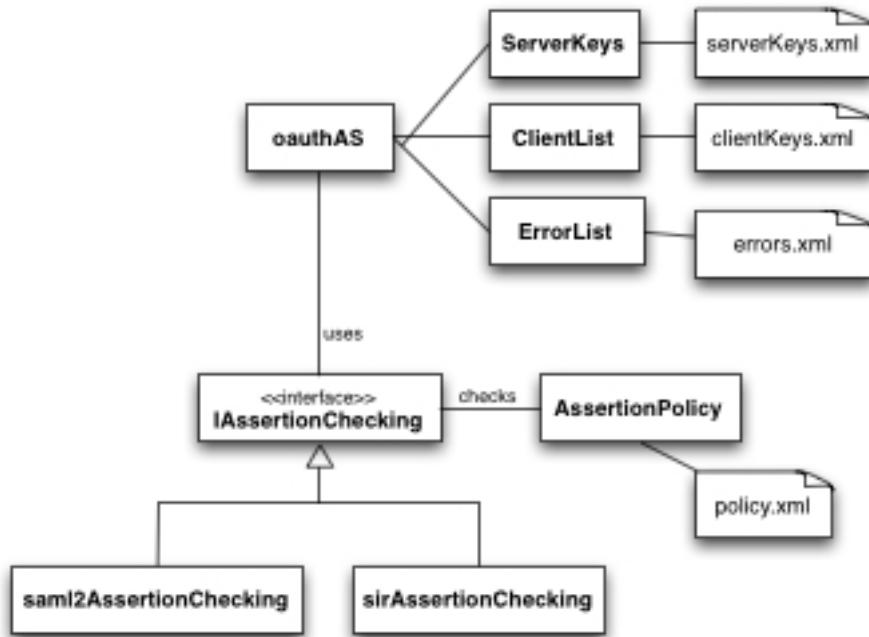 ServerKeys
serverKeys.xml
oauthAS
ClientList
clientKeys.xml
ErrorList
errors.xml
uses
<<interface>>
IAssertionChecking
checks
AssertionPolicy
policy.xml
saml2AssertionChecking
sirAssertionChecking